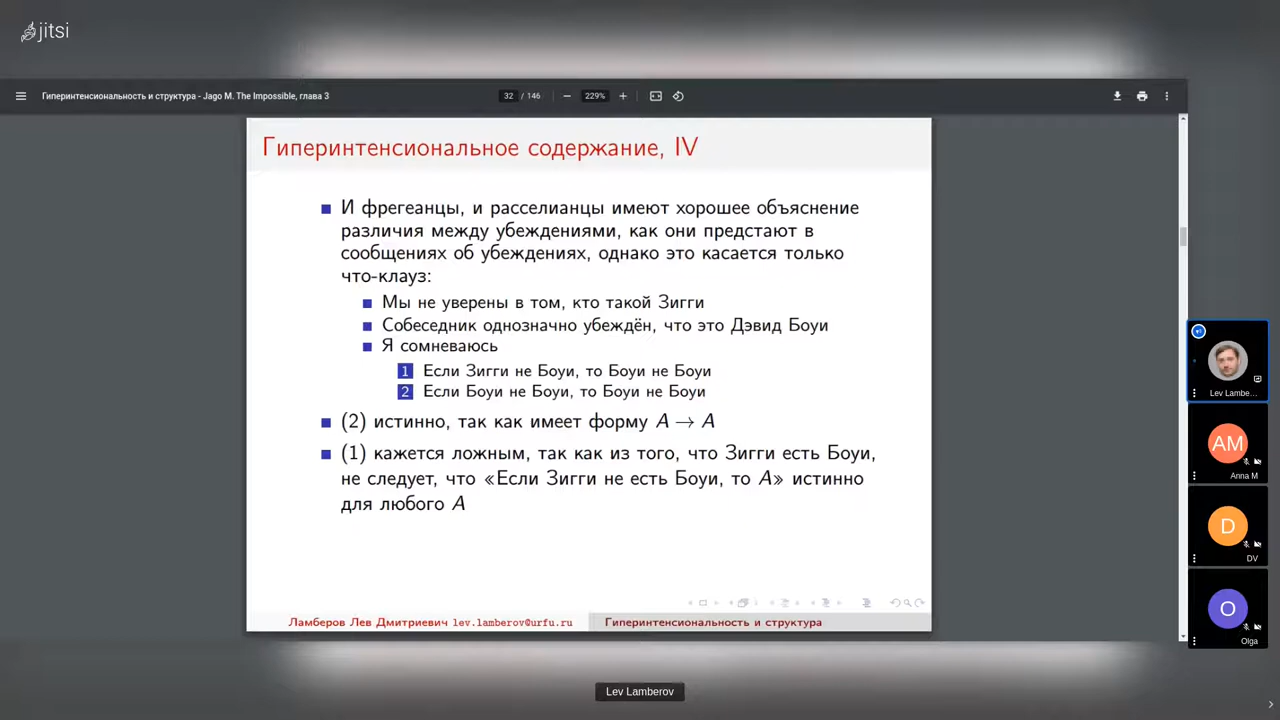 jitsi
Гиперинтенсиональность и структура - Jago M. The Impossible, глава 3
32 / 146
229%
Гиперинтенсиональное содержание, IV
И фрегеанцы, и расселианцы имеют хорошее объяснение
различия между убеждениями, как они предстают в
сообщениях об убеждениях, однако это касается только
что-клауз:
Мы не уверены в том, кто такой Зигги
Собеседник однозначно убеждён, что это Дэвид Боуи
Я сомневаюсь
1 Если Зигги не Боуи, то Боуи не Боуи
2 Если Боуи не Боуи, то Боуи не Боуи
(2) истинно, так как имеет форму A → A
(1) кажется ложным, так как из того, что Зигги есть Боуи,
не следует, что «Если Зигги не есть Боуи, то A» истинно
для любого A
Ламберов Лев Дмитриевич lev.lamberov@urfu.ru
Гиперинтенсиональность и структура
Lev Lambe...
AM
Anna M
D
DV
O
Olga
Lev Lamberov